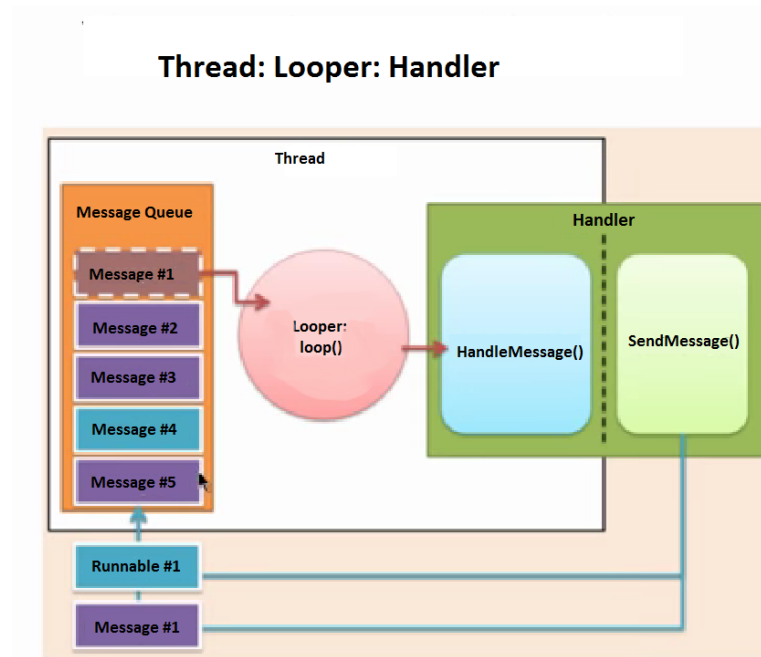 Thread: Looper: Handler
Thread
Message Queue
Message #1
Message #2
Message #3
Message #4
Message #5
Looper:
loop()
Handler
HandleMessage()
SendMessage()
Runnable #1
Message #1